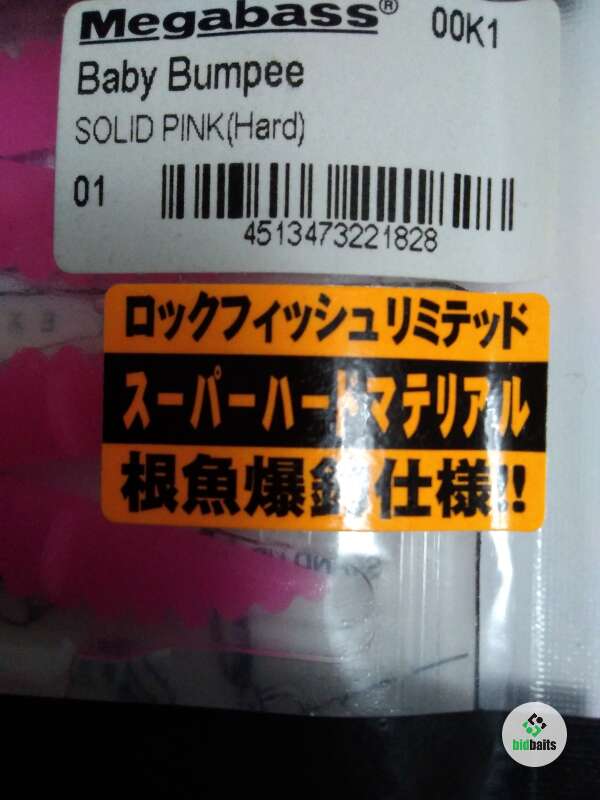 Megabass® 00K1
Baby Bumpee
SOLID PINK(Hard)
01
4513473221828
ロックフィッシュリミテッド
スーパーハードマテリアル
根魚爆釣仕様!!
bidbaits